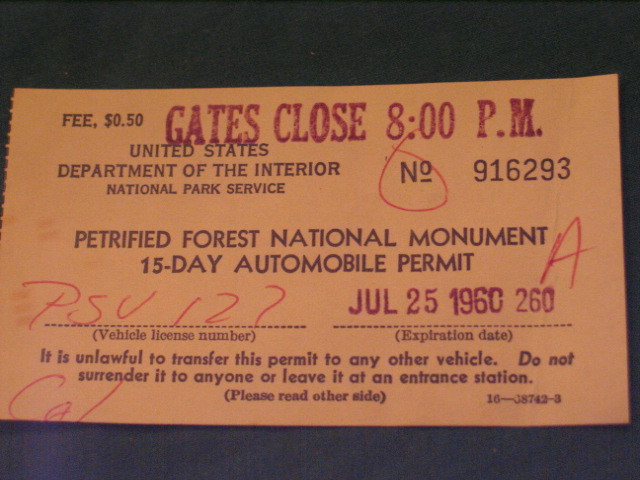 FEE, $0.50 GATES CLOSE 8:00 P.M.
UNITED STATES
DEPARTMENT OF THE INTERIOR
NATIONAL PARK SERVICE
Nº 916293
PETRIFIED FOREST NATIONAL MONUMENT
15-DAY AUTOMOBILE PERMIT
A
PSV 127 JUL 25 1960 260
(Vehicle license number) (Expiration date)
It is unlawful to transfer this permit to any other vehicle. Do not
surrender it to anyone or leave it at an entrance station.
(Please read other side) 16—38742-3
Cal